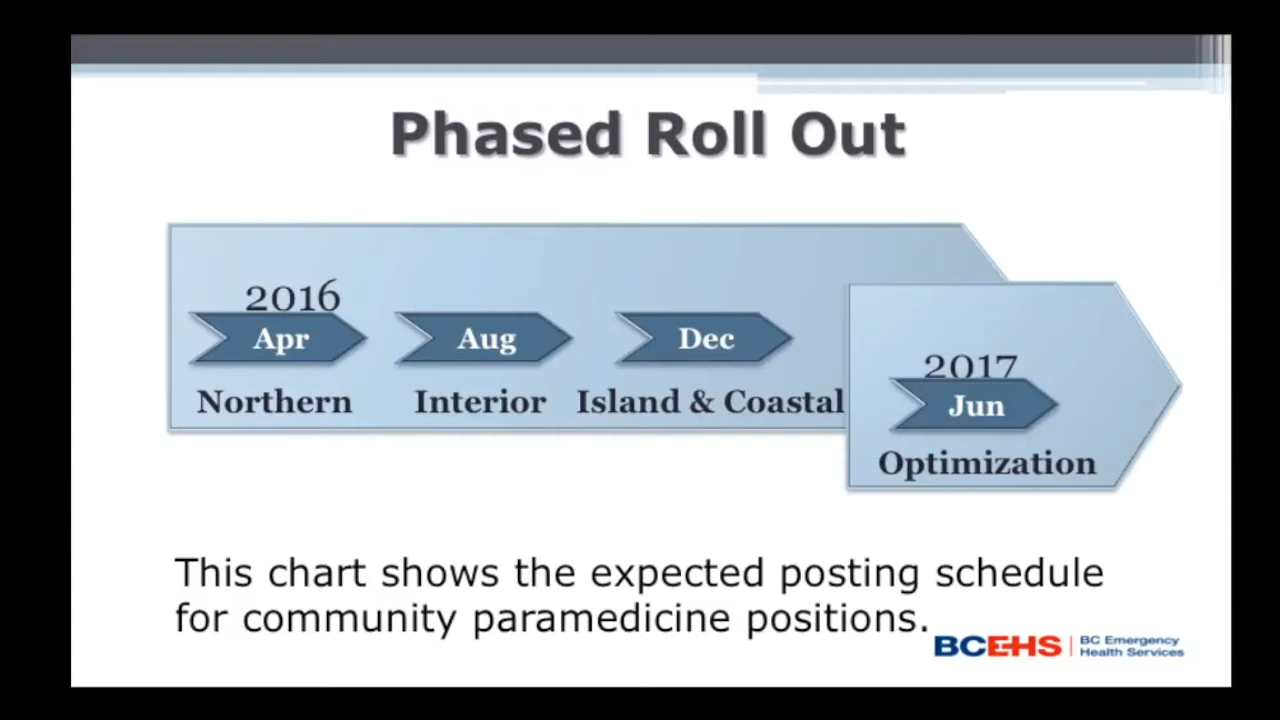 Phased Roll Out
2016
Apr
Aug
Dec
Northern
Interior
Island & Coastal
2017
Jun
Optimization
This chart shows the expected posting schedule
for community paramedicine positions.
BCEHS
BC Emergency
Health Services